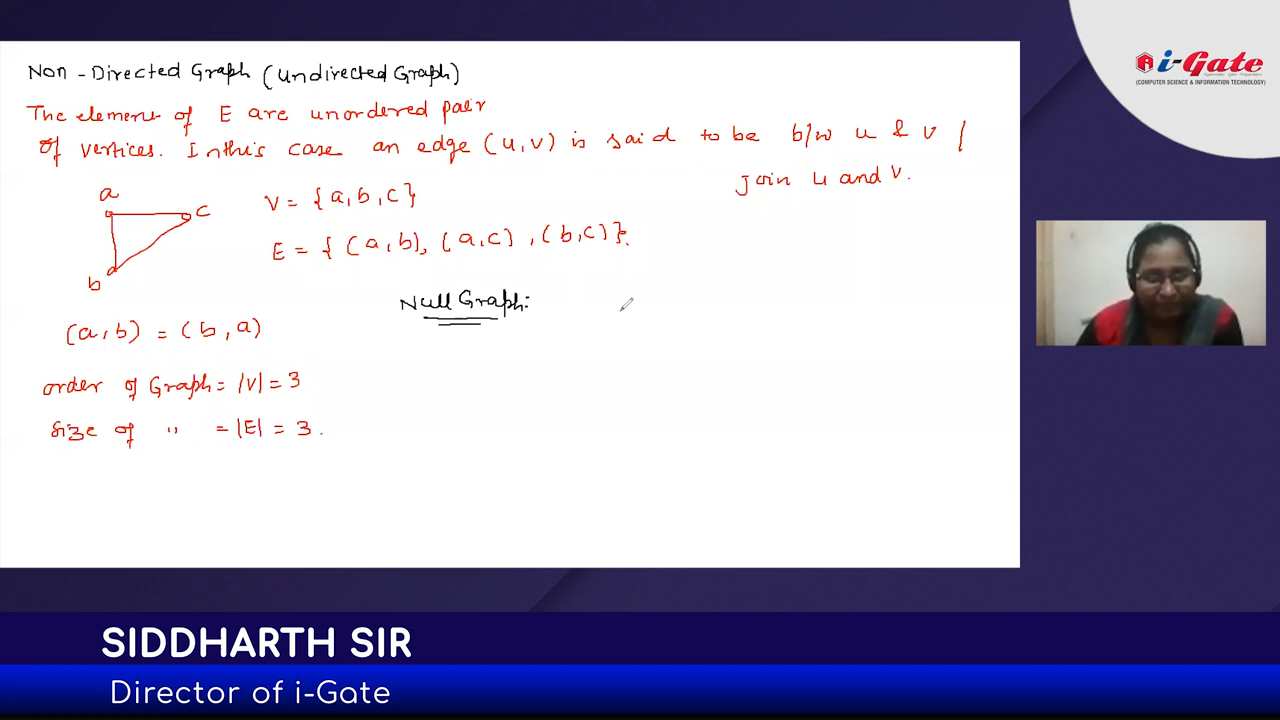 Non-Directed Graph (Undirected Graph)
The element of E are unordered pair
of vertices. In this case an edge (u,v) is said to be b/w u & v /
Join u and v.
a
c
b
V = {a, b, c}
E = { (a, b), (a, c), (b, c) }.
Null Graph:
(a, b) = (b, a)
order of Graph = |V| = 3
Size of " = |E| = 3.
i-Gate
(COMPUTER SCIENCE & INFORMATION TECHNOLOGY)
SIDDHARTH SIR
Director of i-Gate